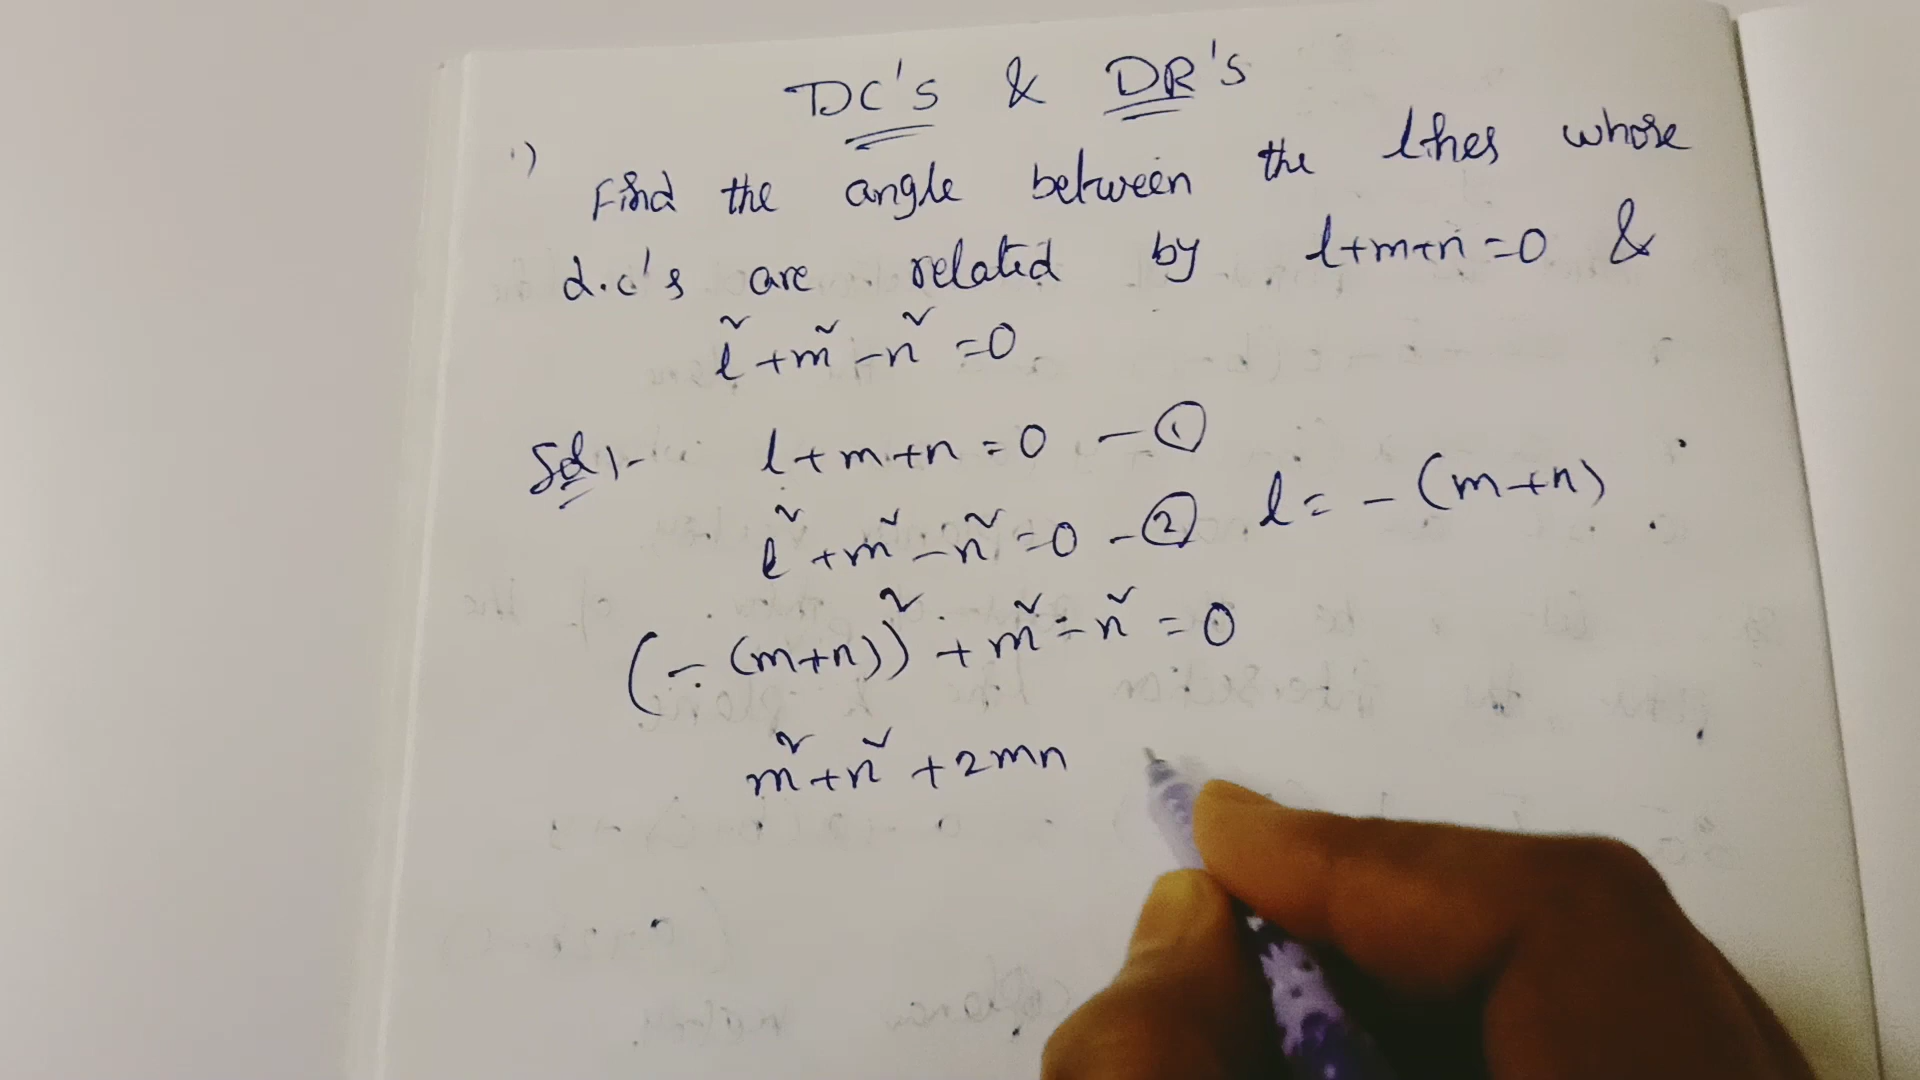 DC's & DR's
1) Find the angle between the lines whose
d.c's are related by l+m+n=0 &
l²+m²-n²=0
Sol:- l+m+n=0 -①
l²+m²-n²=0 -② l= -(m+n)
(-(m+n))²+m²-n²=0
m²+n²+2mn